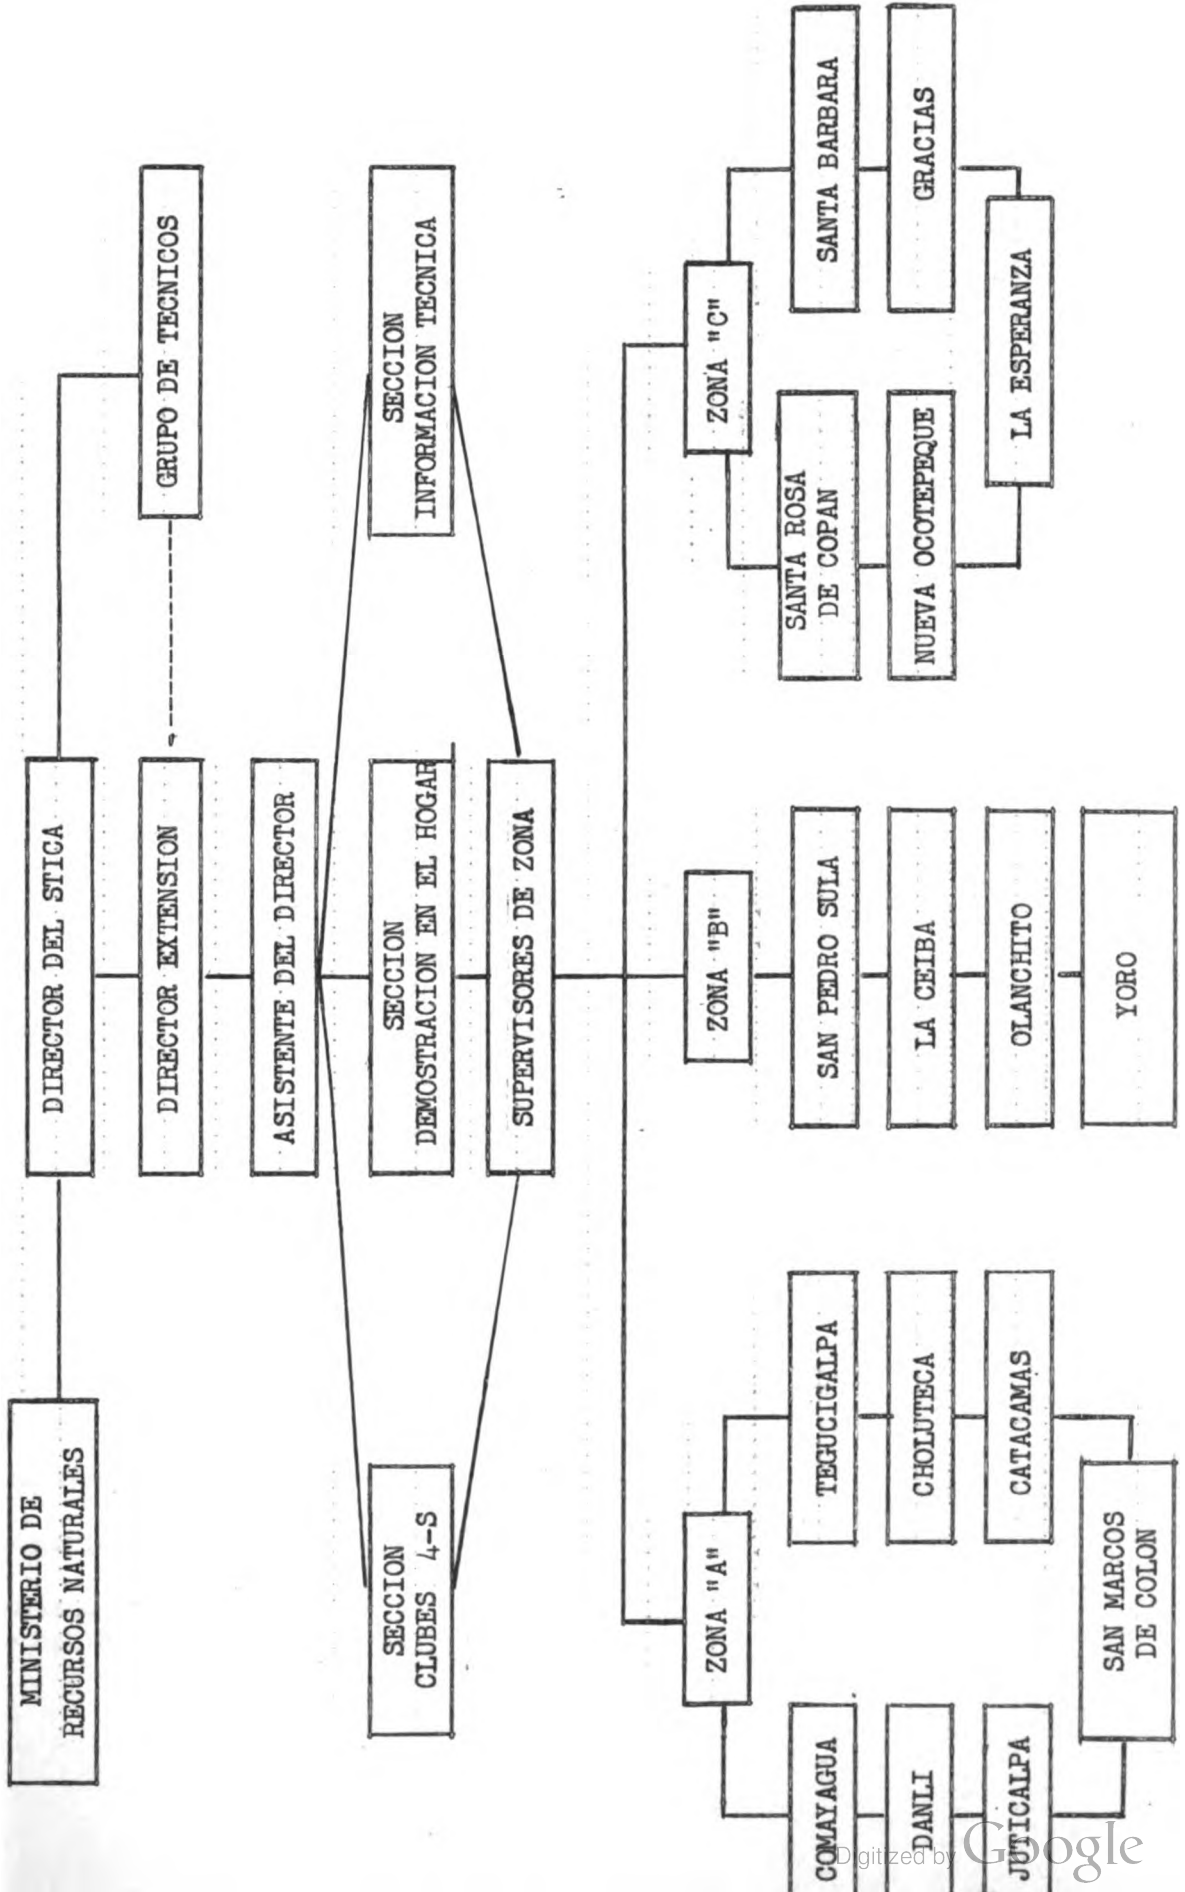 MINISTERIO DE
RECURSOS NATURALES
DIRECTOR DEL STICA
DIRECTOR EXTENSION
GRUPO DE TECNICOS
ASISTENTE DEL DIRECTOR
SECCION
CLUBES 4-S
SECCION
DEMOSTRACION EN EL HOGAR
SECCION
INFORMACION TECNICA
SUPERVISORES DE ZONA
ZONA "A"
ZONA "B"
ZONA "C"
COMAYAGUA
TEGUCIGALPA
DANLI
CHOLUTECA
JUTICALPA
CATACAMAS
SAN MARCOS
DE COLON
SAN PEDRO SULA
LA CEIBA
OLANCHITO
YORO
SANTA ROSA
DE COPAN
SANTA BARBARA
NUEVA OCOTEPEQUE
GRACIAS
LA ESPERANZA
Digitized by Google